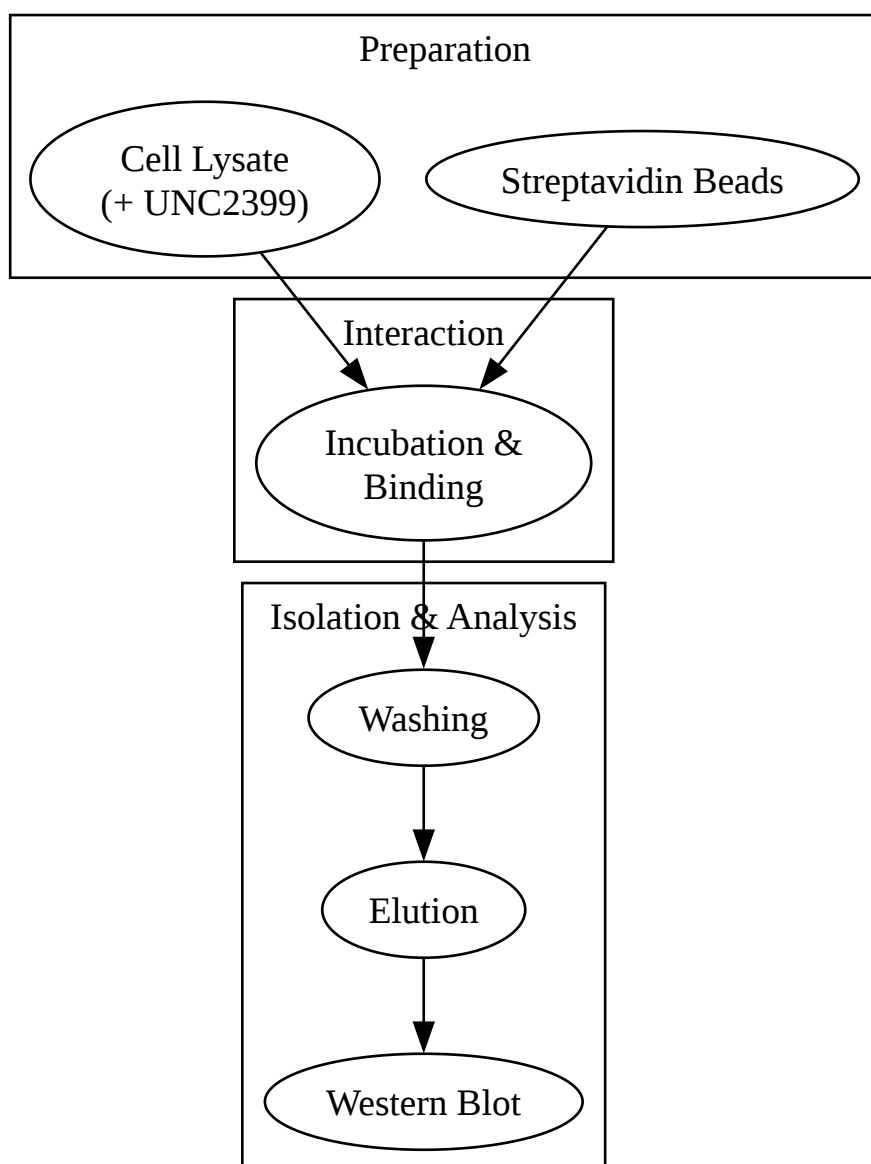 Preparation
Cell Lysate
(+ UNC2399)
Streptavidin Beads
Interaction
Incubation &
Binding
Isolation & Analysis
Washing
Elution
Western Blot